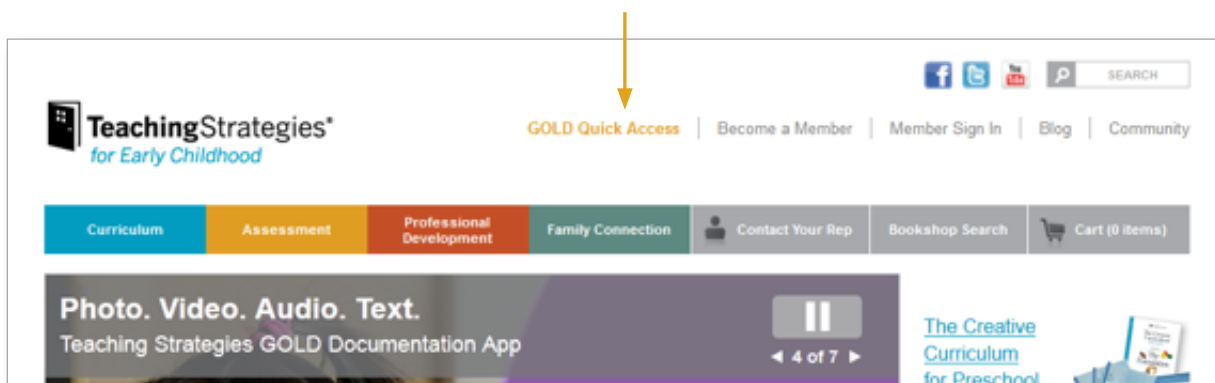 SEARCH
TeachingStrategies®
for Early Childhood
GOLD Quick Access | Become a Member | Member Sign In | Blog | Community
Curriculum
Assessment
Professional
Development
Family Connection
Contact Your Rep
Bookshop Search
Cart (0 items)
Photo. Video. Audio. Text.
Teaching Strategies GOLD Documentation App
4 of 7
The Creative
Curriculum
for Preschool